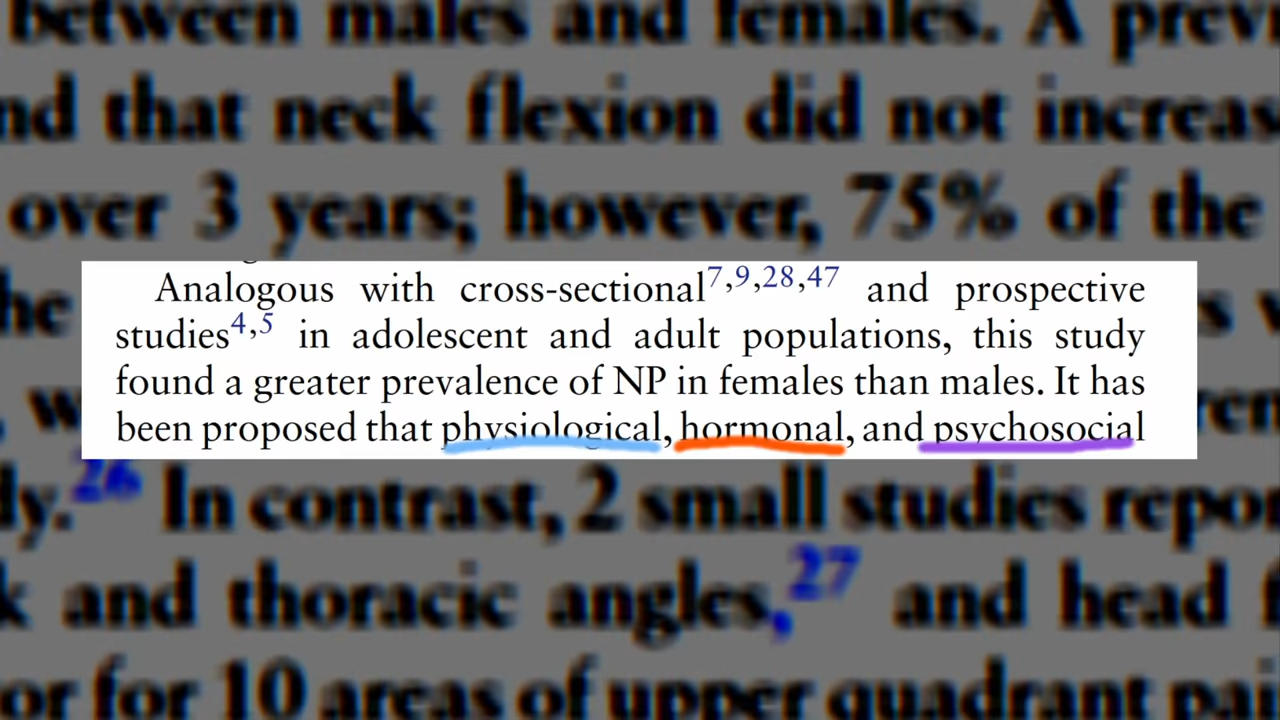 between males and females. A prev
nd that neck flexion did not increas
over 3 years; however, 75% of the
he
Analogous with cross-sectional7,9,28,47 and prospective
studies4,5 in adolescent and adult populations, this study
found a greater prevalence of NP in females than males. It has
been proposed that physiological, hormonal, and psychosocial
dy.26 In contrast, 2 small studies repor
k and thoracic angles,27 and head f
or for 10 areas of upper quadrant pai